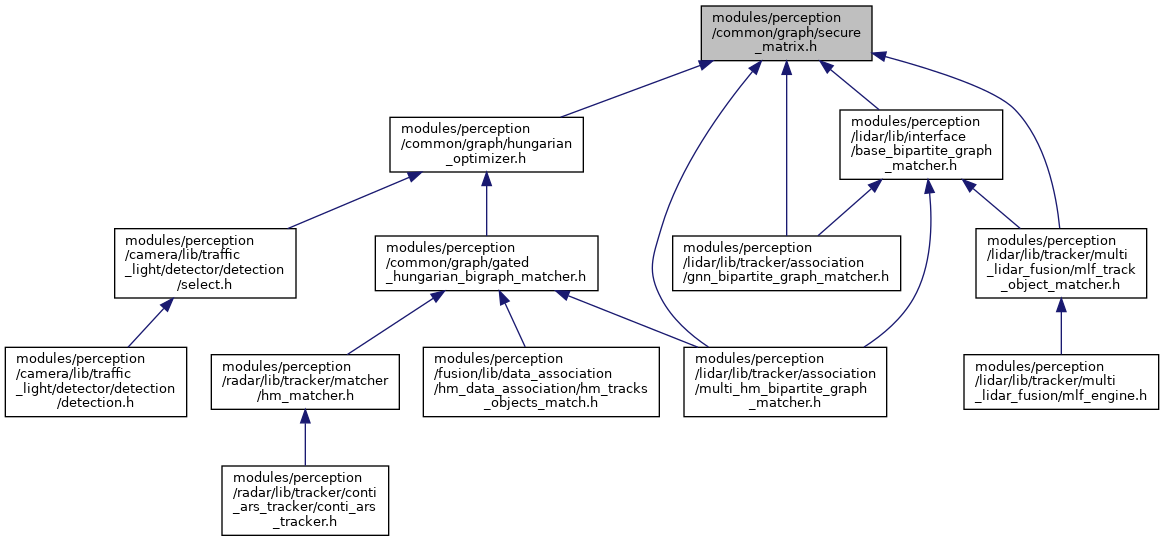 modules/perception
/common/graph/secure
_matrix.h
modules/perception
/common/graph/hungarian
_optimizer.h
modules/perception
/lidar/lib/interface
/base_bipartite_graph
_matcher.h
modules/perception
/camera/lib/traffic
_light/detector/detection
/select.h
modules/perception
/common/graph/gated
_hungarian_bigraph_matcher.h
modules/perception
/lidar/lib/tracker/association
/gnn_bipartite_graph_matcher.h
modules/perception
/lidar/lib/tracker/multi
_lidar_fusion/mlf_track
_object_matcher.h
modules/perception
/camera/lib/traffic
_light/detector/detection
/detection.h
modules/perception
/radar/lib/tracker/matcher
/hm_matcher.h
modules/perception
/fusion/lib/data_association
/hm_data_association/hm_tracks
_objects_match.h
modules/perception
/lidar/lib/tracker/association
/multi_hm_bipartite_graph
_matcher.h
modules/perception
/lidar/lib/tracker/multi
_lidar_fusion/mlf_engine.h
modules/perception
/radar/lib/tracker/conti
_ars_tracker/conti_ars
_tracker.h